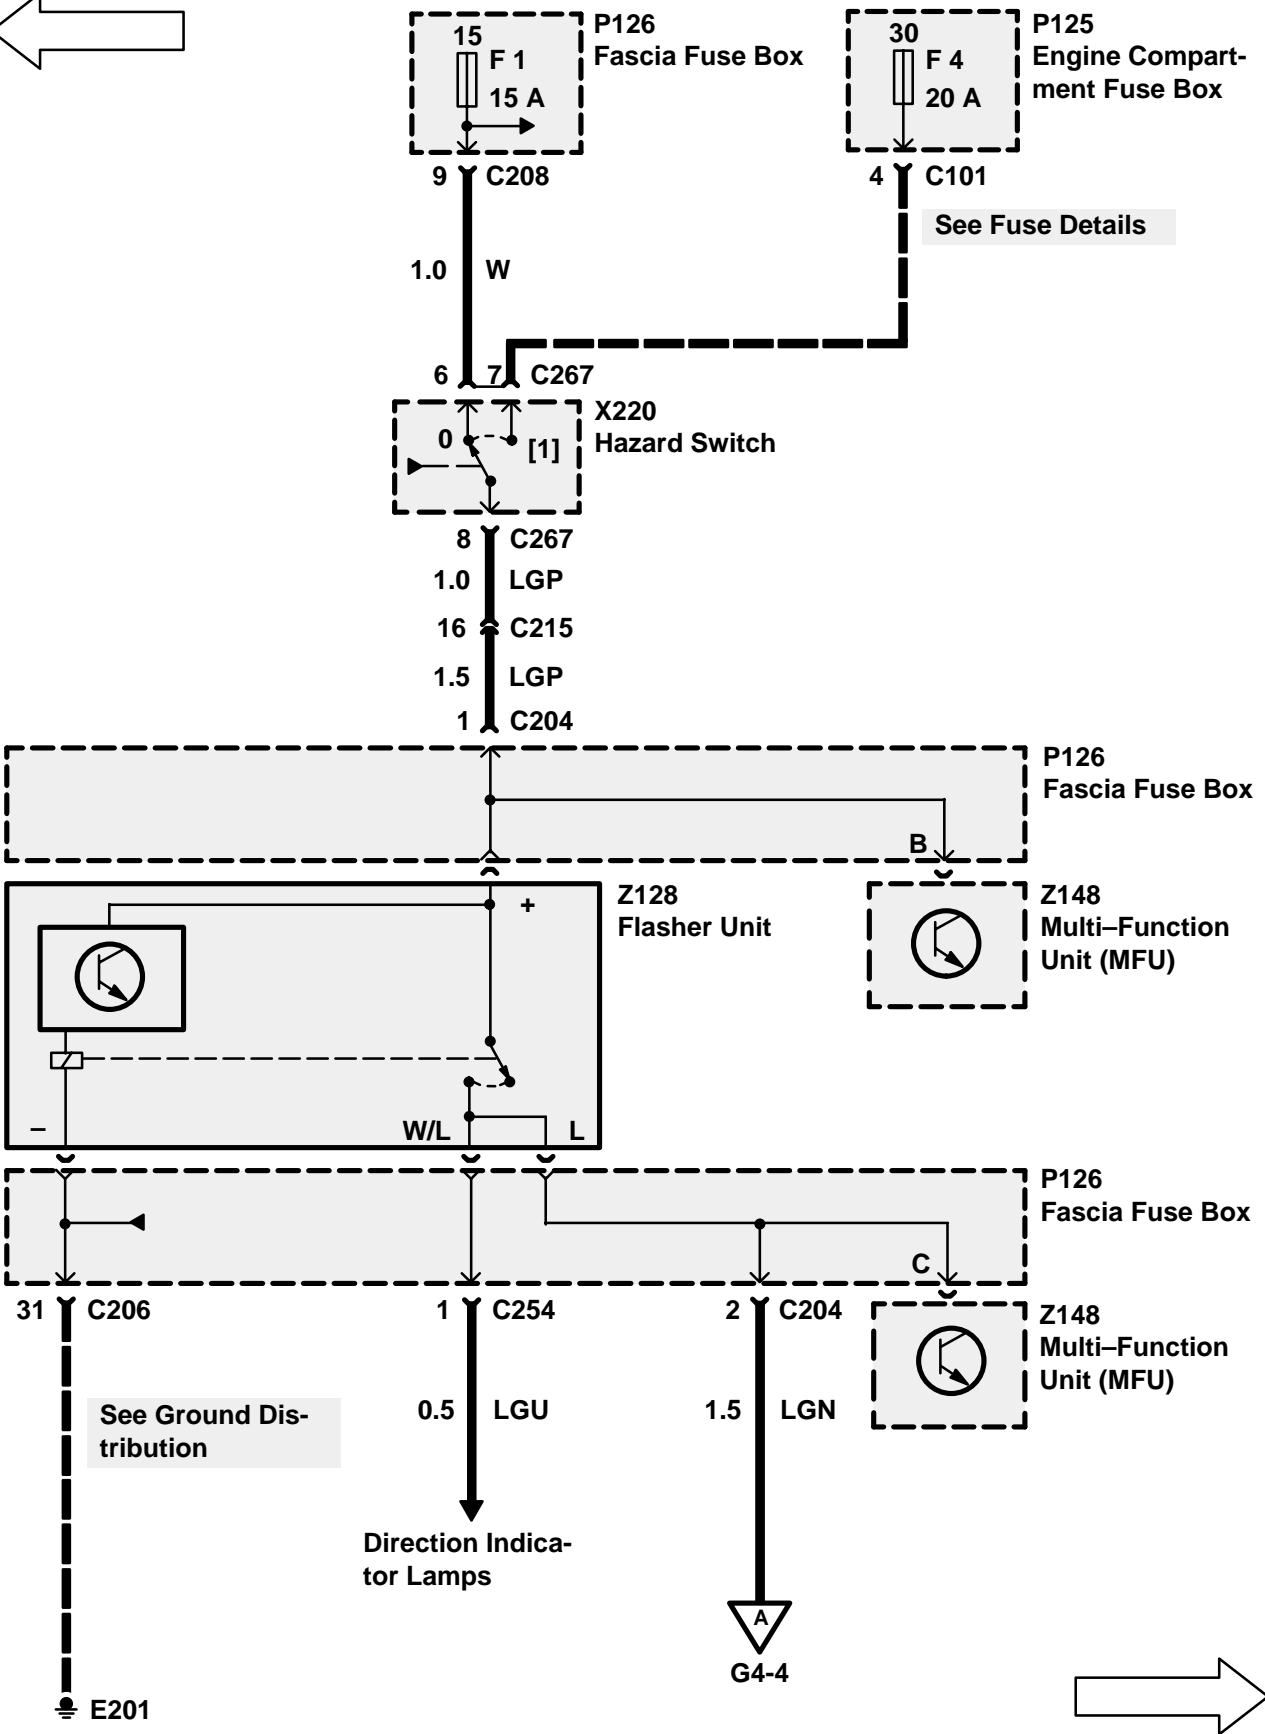 15
F 1
15 A
P126
Fascia Fuse Box
30
F 4
20 A
P125
Engine Compart-
ment Fuse Box
9 C208
4 C101
See Fuse Details
1.0 W
6 7 C267
0 [1]
X220
Hazard Switch
8 C267
1.0 LGP
16 C215
1.5 LGP
1 C204
P126
Fascia Fuse Box
B
+
Z128
Flasher Unit
Z148
Multi–Function
Unit (MFU)
– W/L L
P126
Fascia Fuse Box
C
31 C206
1 C254
2 C204
Z148
Multi–Function
Unit (MFU)
See Ground Dis-
tribution
0.5 LGU
1.5 LGN
Direction Indica-
tor Lamps
A
G4-4
E201